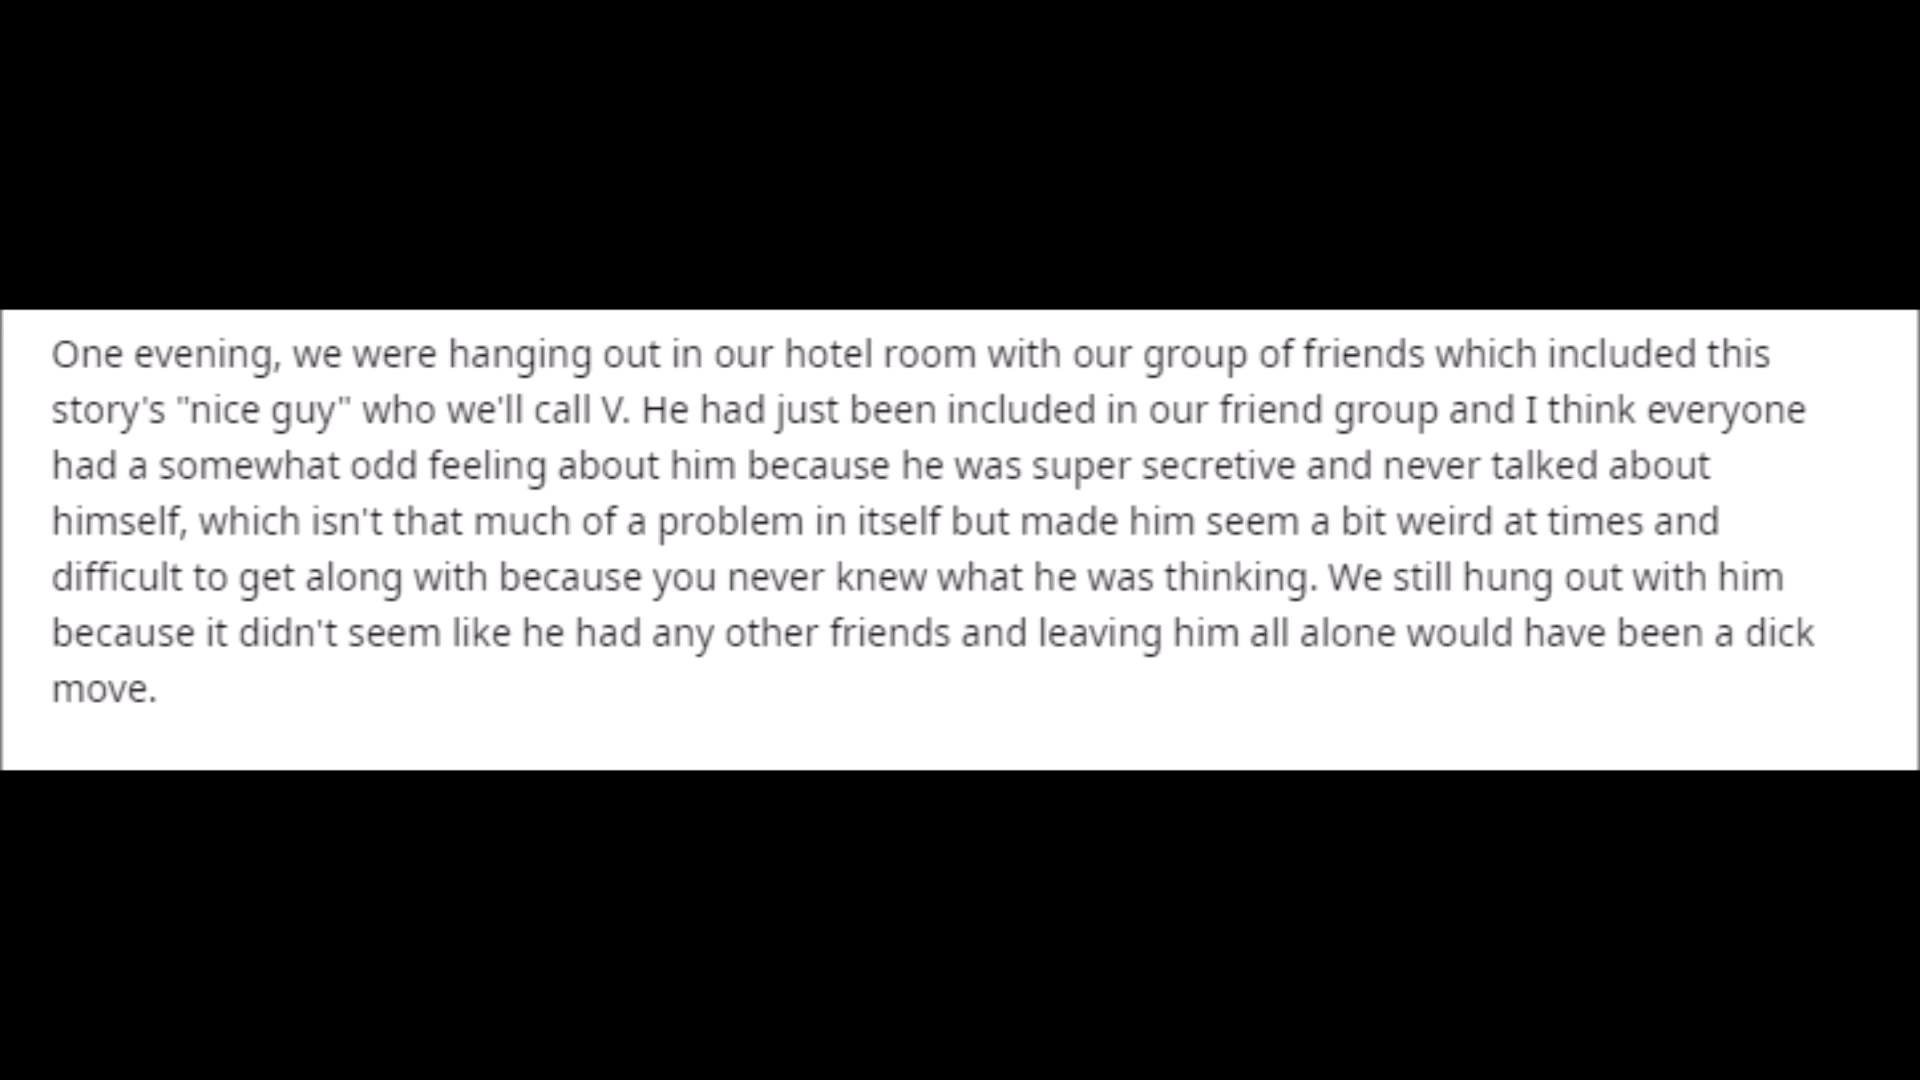 One evening, we were hanging out in our hotel room with our group of friends which included this
story's "nice guy" who we'll call V. He had just been included in our friend group and I think everyone
had a somewhat odd feeling about him because he was super secretive and never talked about
himself, which isn't that much of a problem in itself but made him seem a bit weird at times and
difficult to get along with because you never knew what he was thinking. We still hung out with him
because it didn't seem like he had any other friends and leaving him all alone would have been a dick
move.